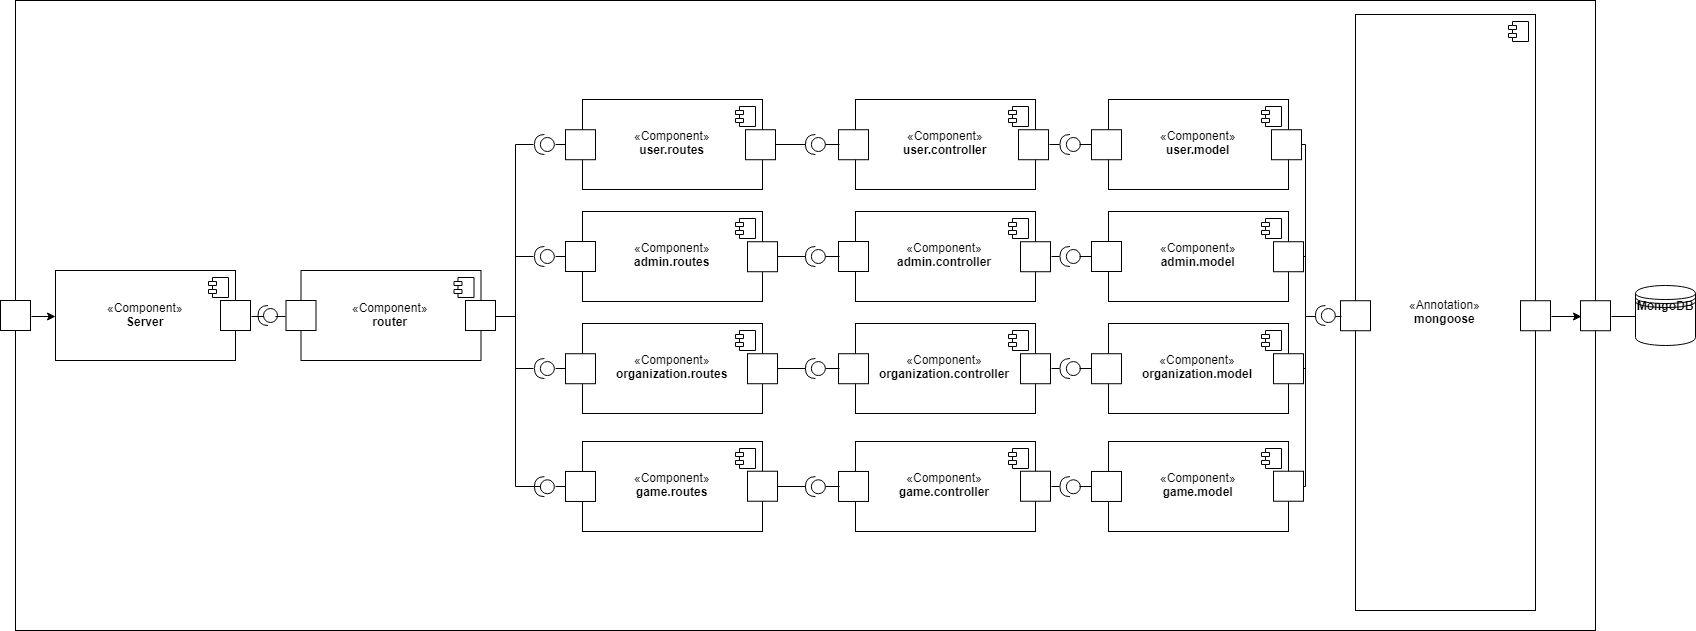 «Component»
user.routes
«Component»
user.controller
«Component»
user.model
«Component»
admin.routes
«Component»
admin.controller
«Component»
admin.model
«Component»
Server
«Component»
router
«Annotation»
mongoose
MongoDB
«Component»
organization.routes
«Component»
organization.controller
«Component»
organization.model
«Component»
game.routes
«Component»
game.controller
«Component»
game.model